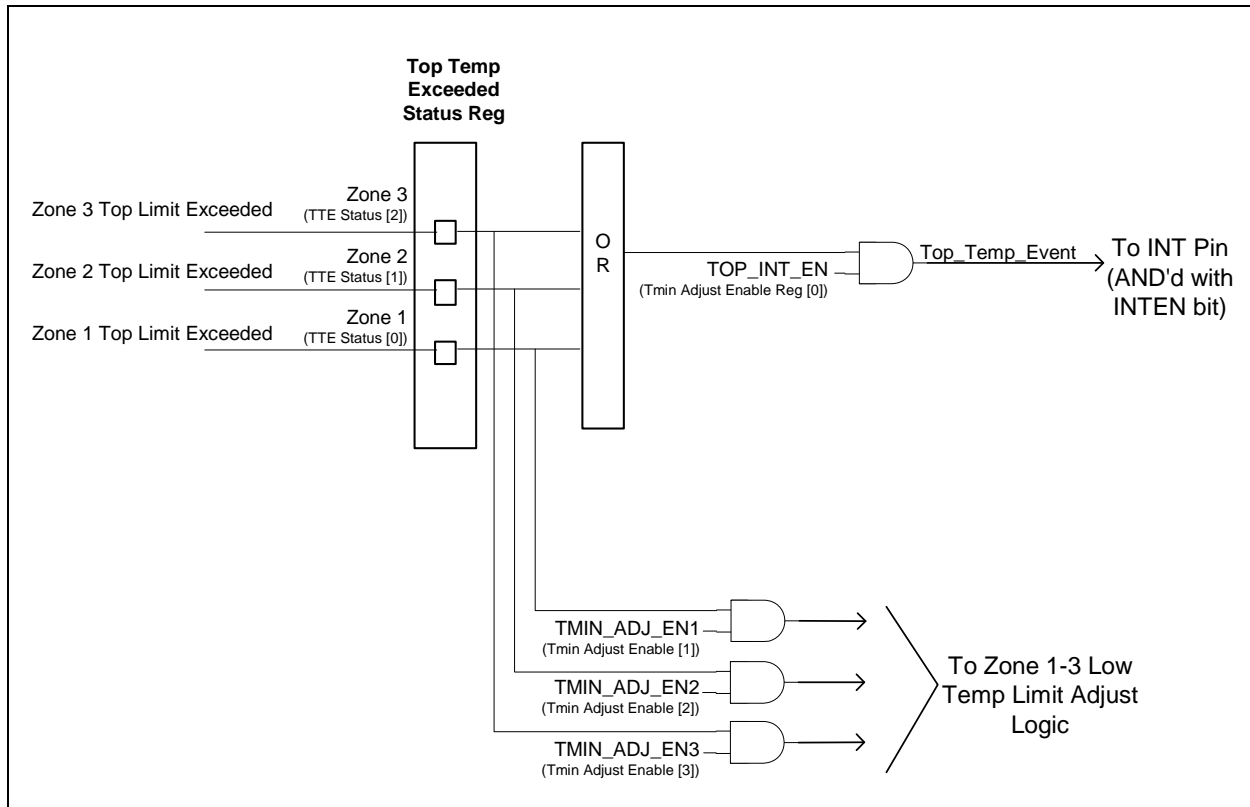 Top Temp
Exceeded
Status Reg
Zone 3 Top Limit Exceeded
Zone 3
(TTE Status [2])
Zone 2 Top Limit Exceeded
Zone 2
(TTE Status [1])
Zone 1 Top Limit Exceeded
Zone 1
(TTE Status [0])
O
R
TOP_INT_EN
(Tmin Adjust Enable Reg [0])
Top_Temp_Event
To INT Pin
(AND'd with
INTEN bit)
TMIN_ADJ_EN1
(Tmin Adjust Enable [1])
TMIN_ADJ_EN2
(Tmin Adjust Enable [2])
TMIN_ADJ_EN3
(Tmin Adjust Enable [3])
To Zone 1-3 Low
Temp Limit Adjust
Logic